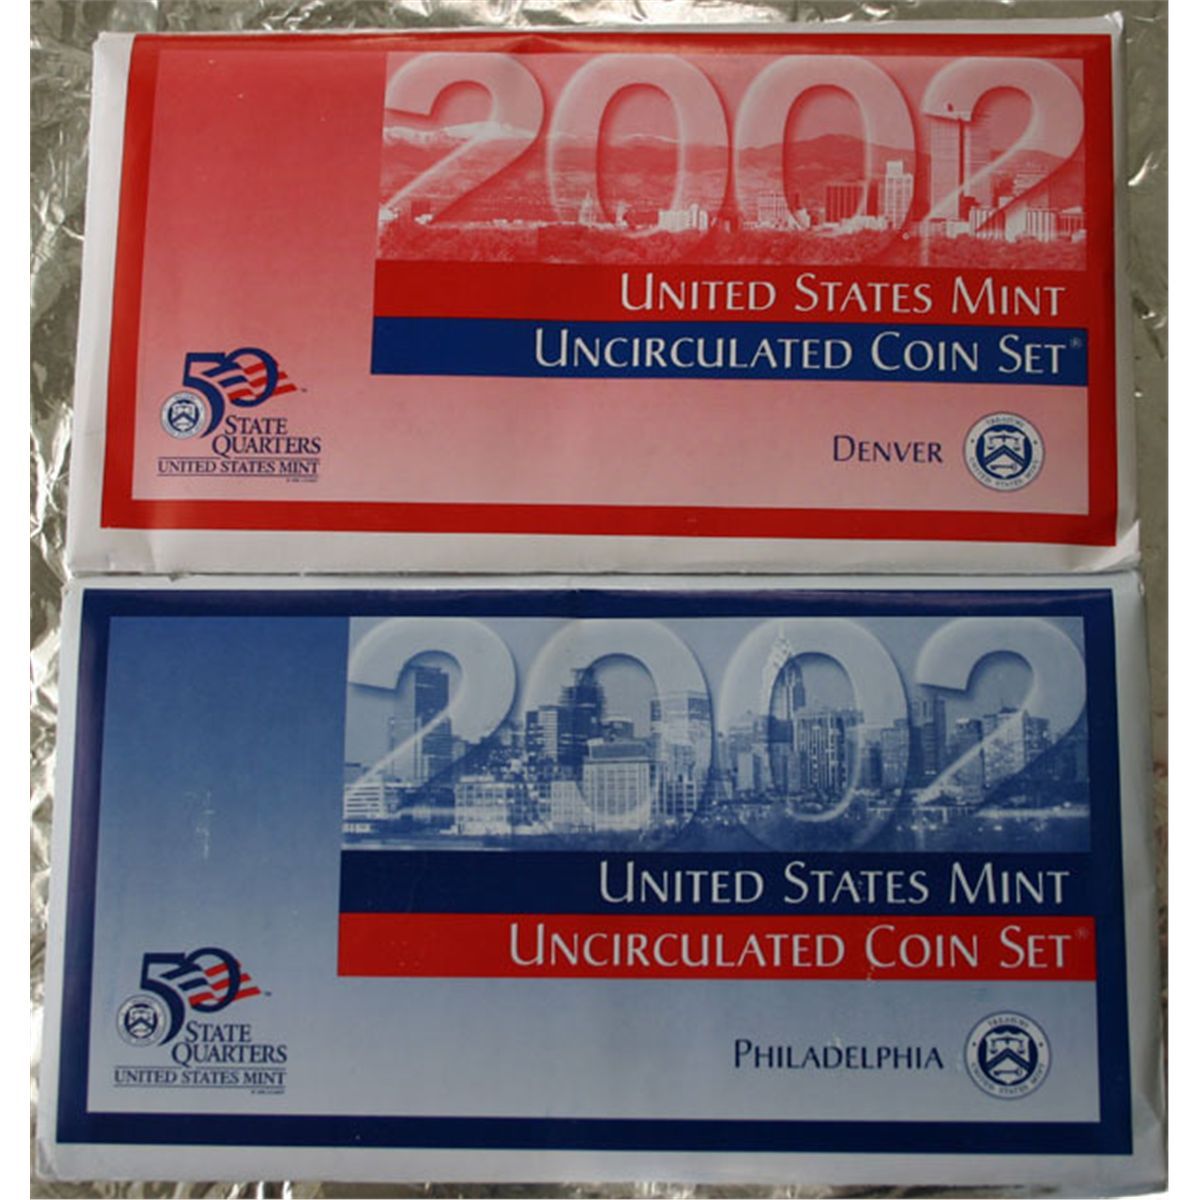 2002
UNITED STATES MINT
UNCIRCULATED COIN SET®
50
STATE
QUARTERS
UNITED STATES MINT
DENVER
2002
UNITED STATES MINT
UNCIRCULATED COIN SET®
50
STATE
QUARTERS
UNITED STATES MINT
PHILADELPHIA